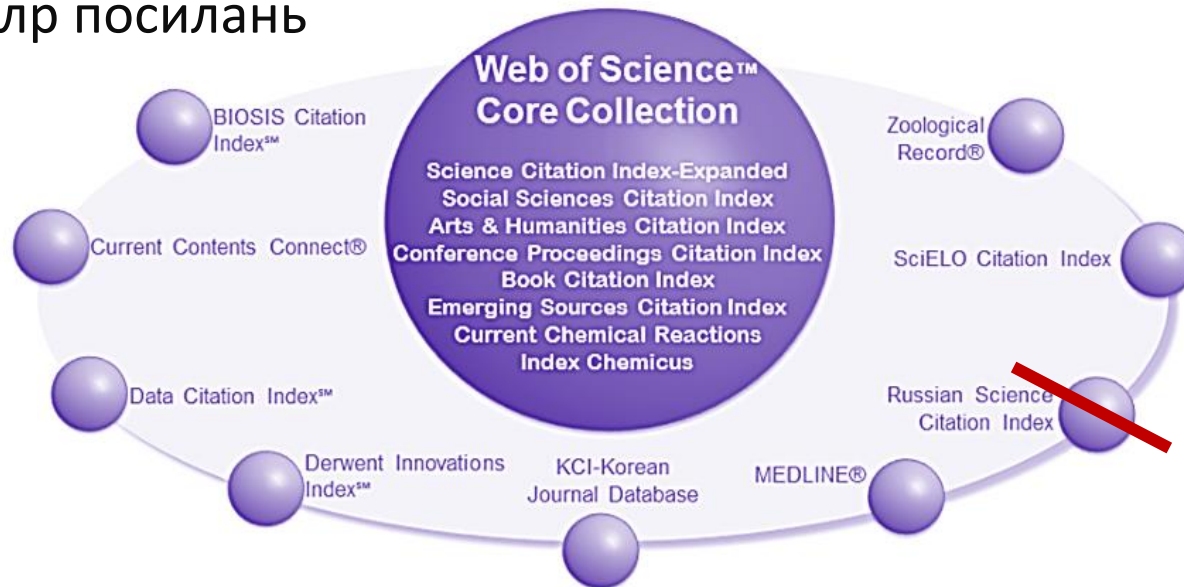 лр посилань
Web of Science™
Core Collection
Science Citation Index-Expanded
Social Sciences Citation Index
Arts & Humanities Citation Index
Conference Proceedings Citation Index
Book Citation Index
Emerging Sources Citation Index
Current Chemical Reactions
Index Chemicus
BIOSIS Citation
Index℠
Current Contents Connect®
Data Citation Index℠
Derwent Innovations
Index℠
KCI-Korean
Journal Database
MEDLINE®
Russian Science
Citation Index
SciELO Citation Index
Zoological
Record®